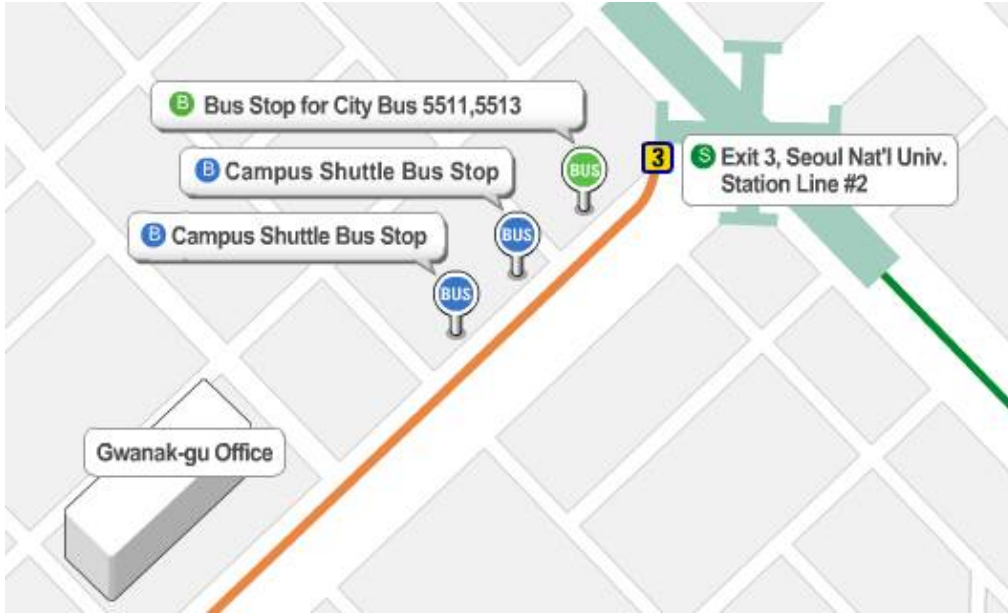 B Bus Stop for City Bus 5511,5513
BUS
3
S Exit 3, Seoul Nat'l Univ.
Station Line #2
B Campus Shuttle Bus Stop
BUS
B Campus Shuttle Bus Stop
BUS
Gwanak-gu Office